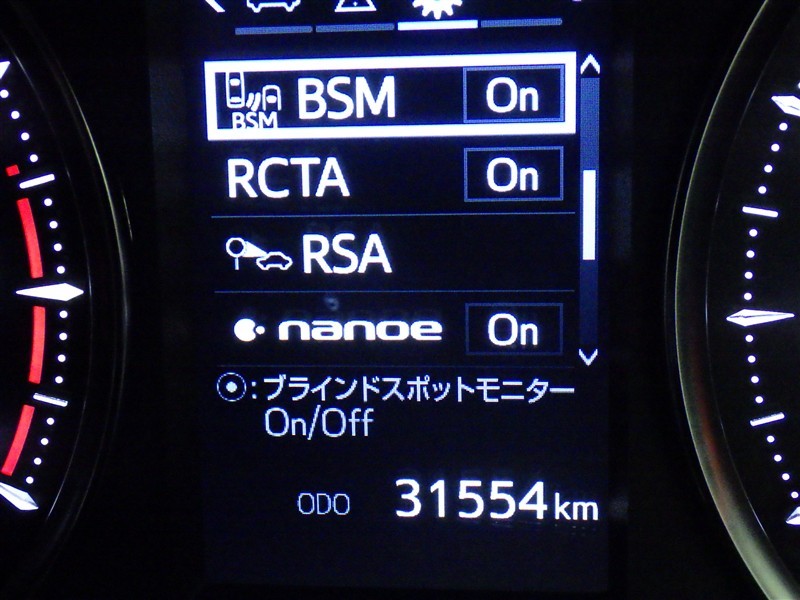 BSM BSM On
RCTA On
RSA
nanoe On
⦿:ブラインドスポットモニター
On/Off
ODO 31554km